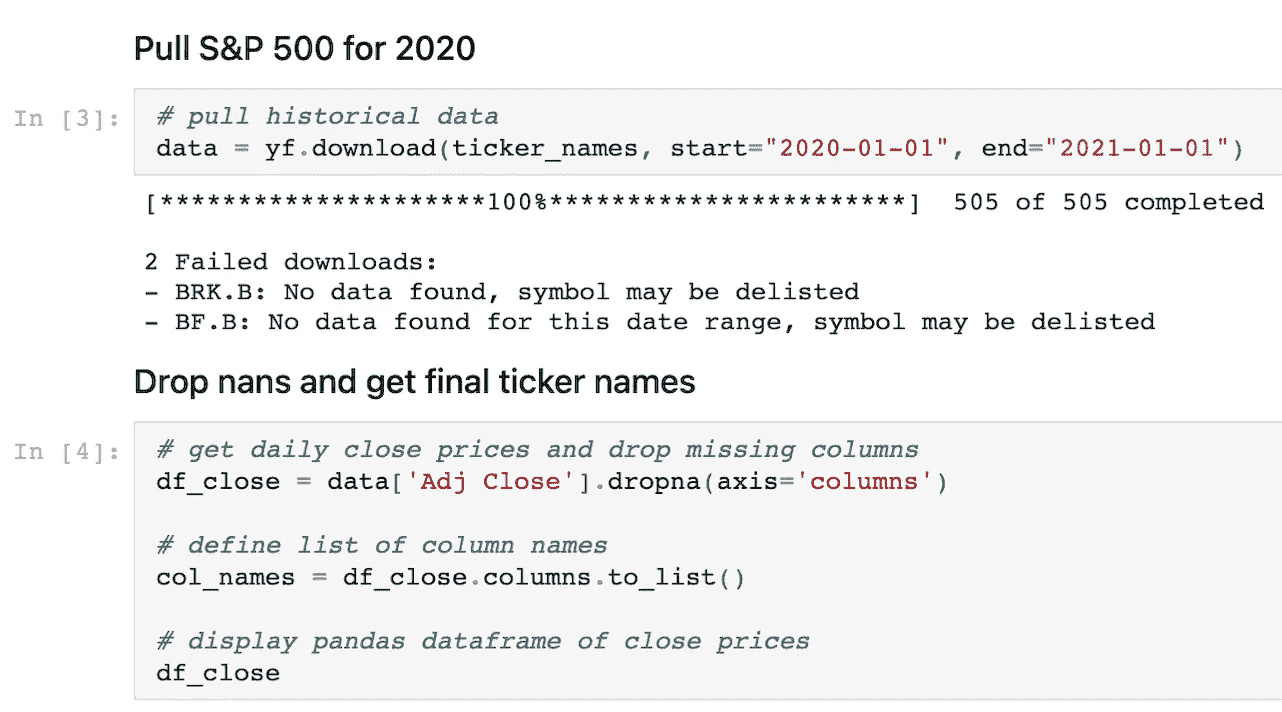 Pull S&P 500 for 2020
In [3]:
# pull historical data
data = yf.download(ticker_names, start="2020-01-01", end="2021-01-01")
[*********************100%***********************]  505 of 505 completed
2 Failed downloads:
- BRK.B: No data found, symbol may be delisted
- BF.B: No data found for this date range, symbol may be delisted
Drop nans and get final ticker names
In [4]:
# get daily close prices and drop missing columns
df_close = data['Adj Close'].dropna(axis='columns')
# define list of column names
col_names = df_close.columns.to_list()
# display pandas dataframe of close prices
df_close